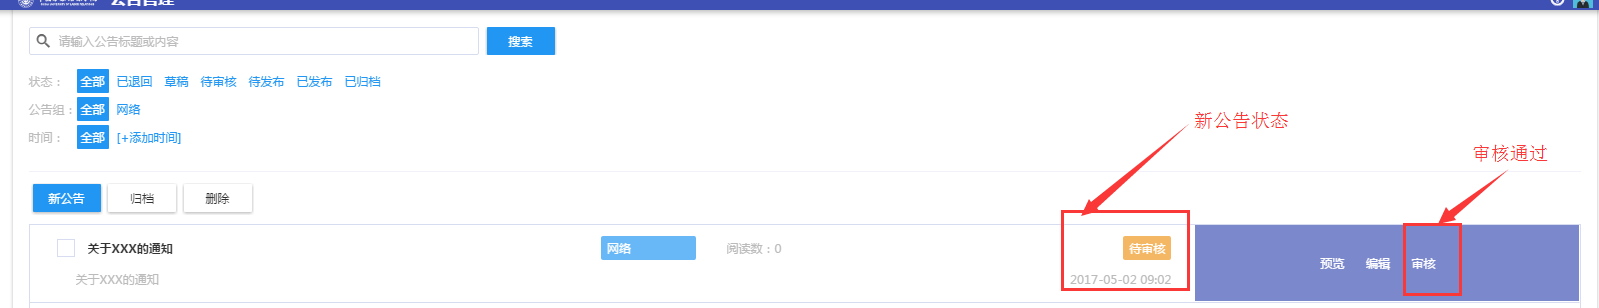 公告管理
请输入公告标题或内容
搜索
状态： 全部 已退回 草稿 待审核 待发布 已发布 已归档
公告组： 全部 网络
时间： 全部 [+添加时间]
新公告状态
审核通过
新公告 归档 删除
关于XXX的通知 网络 阅读数：0 待审核
预览 编辑 审核
关于XXX的通知 2017-05-02 09:02